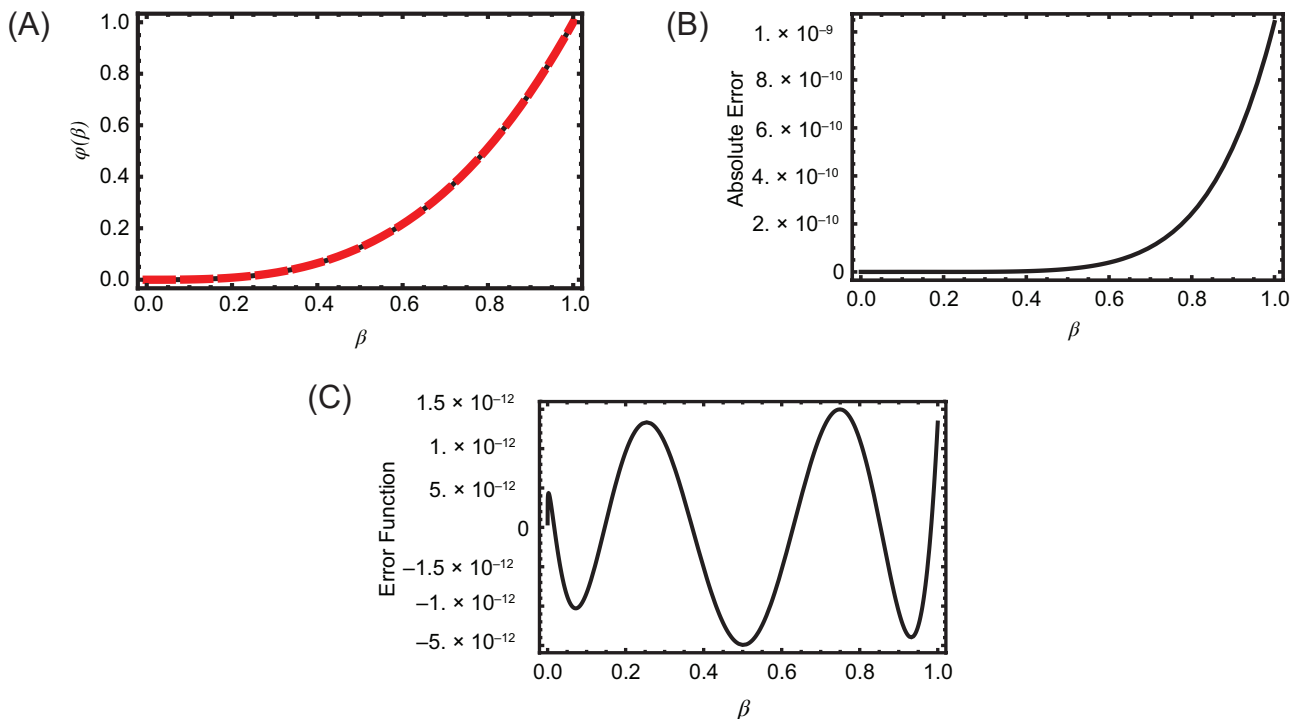 (A)
1.0
0.8
0.6
0.4
0.2
0.0
φ(β)
0.0 0.2 0.4 0.6 0.8 1.0
β
(B)
1. × 10⁻⁹
8. × 10⁻¹⁰
6. × 10⁻¹⁰
4. × 10⁻¹⁰
2. × 10⁻¹⁰
0
Absolute Error
0.0 0.2 0.4 0.6 0.8 1.0
β
(C)
1.5 × 10⁻¹²
1. × 10⁻¹²
5. × 10⁻¹²
0
–1.5 × 10⁻¹²
–1. × 10⁻¹²
–5. × 10⁻¹²
Error Function
0.0 0.2 0.4 0.6 0.8 1.0
β